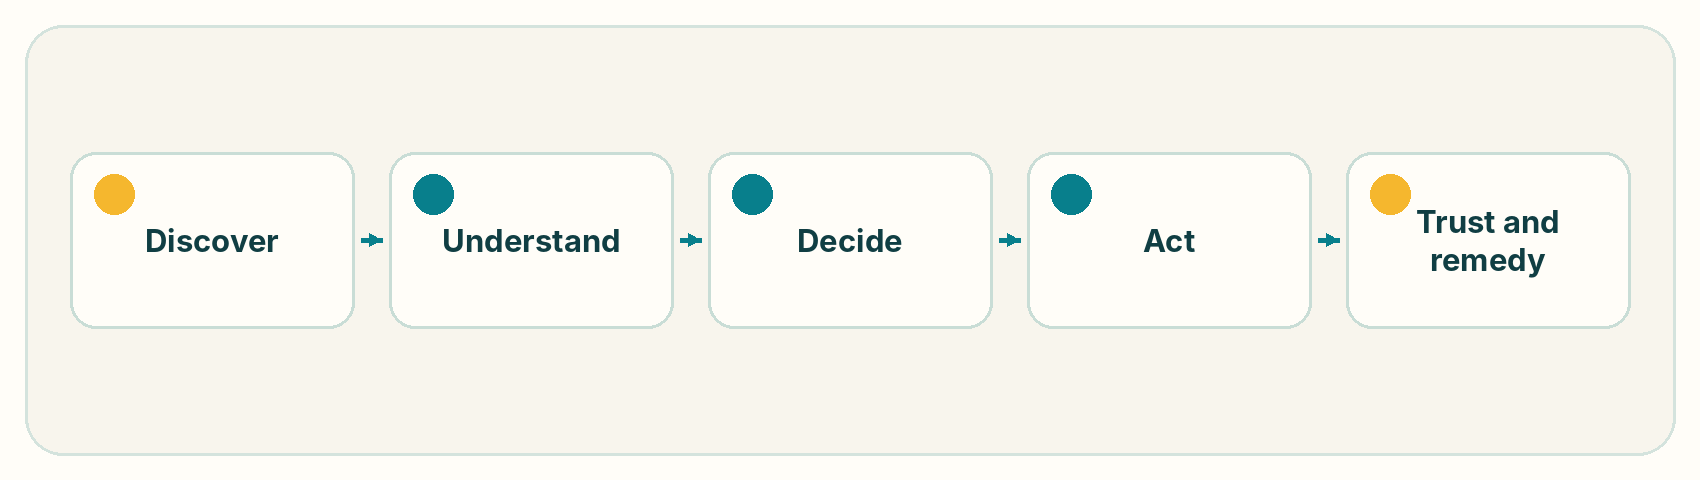 Discover
Understand
Decide
Act
Trust and
remedy